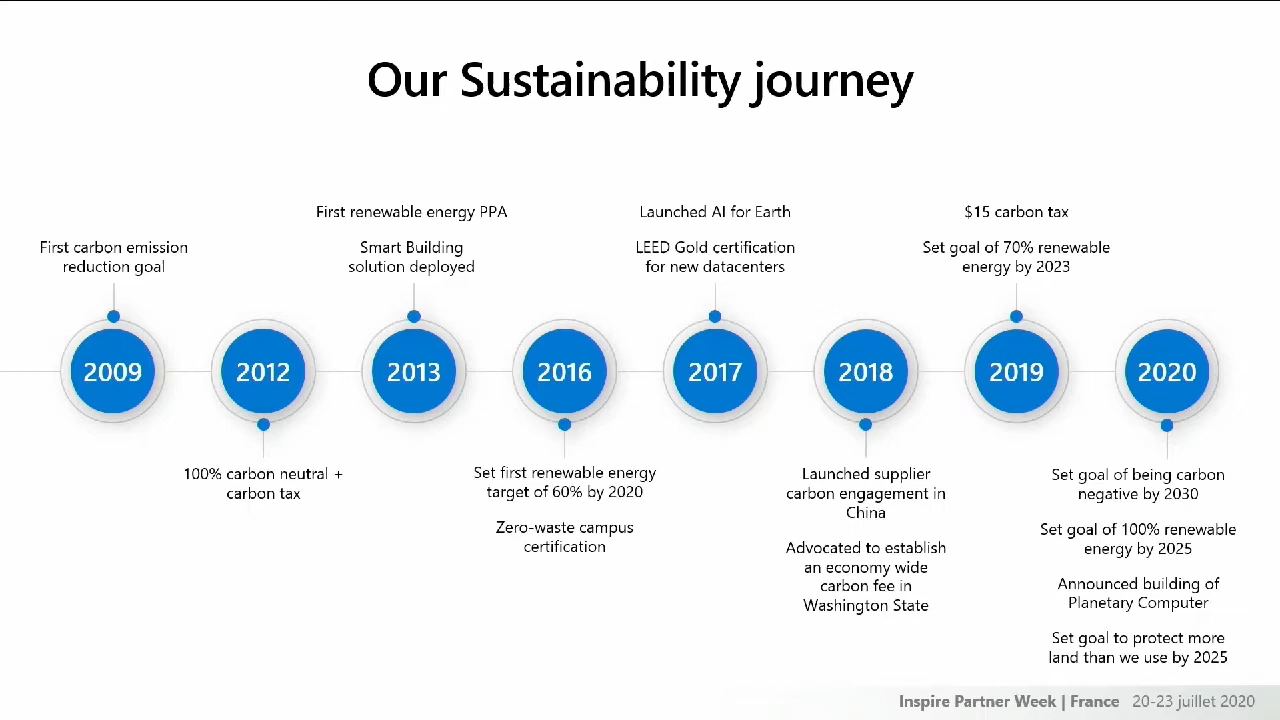 Our Sustainability journey
First carbon emission
reduction goal
First renewable energy PPA
Smart Building
solution deployed
Launched AI for Earth
LEED Gold certification
for new datacenters
$15 carbon tax
Set goal of 70% renewable
energy by 2023
2009
2012
2013
2016
2017
2018
2019
2020
100% carbon neutral +
carbon tax
Set first renewable energy
target of 60% by 2020
Zero-waste campus
certification
Launched supplier
carbon engagement in
China
Advocated to establish
an economy wide
carbon fee in
Washington State
Set goal of being carbon
negative by 2030
Set goal of 100% renewable
energy by 2025
Announced building of
Planetary Computer
Set goal to protect more
land than we use by 2025
Inspire Partner Week | France 20-23 juillet 2020